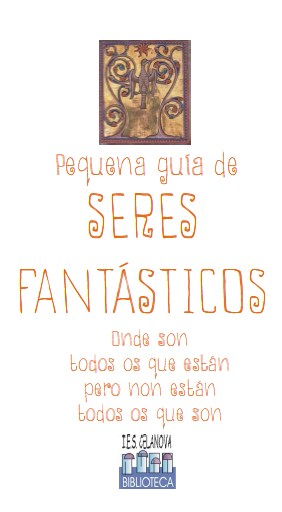 Pequena guía de
SERES
FANTÁSTICOS
Onde son
todos os que están
pero non están
todos os que son
I.E.S. CELANOVA
BIBLIOTECA